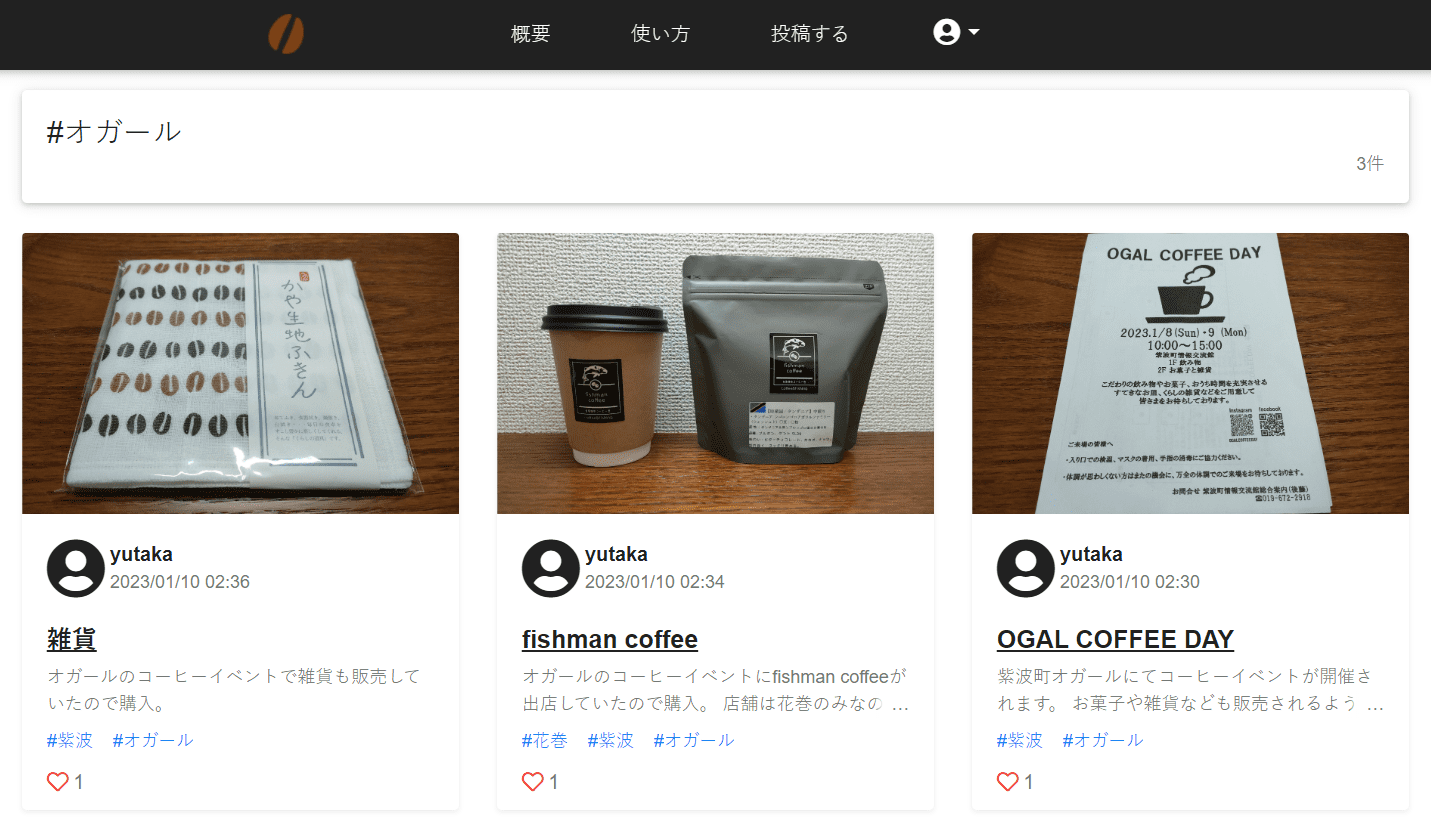 概要
使い方
投稿する
#オガール
3件
かや生地ふきん
fishman
coffee
fishman
coffee
OGAL COFFEE DAY
2023.1/8(Sun)・9 (Mon)
10:00〜15:00
紫波町情報交流館
1F 飲み物
2F お菓子と雑貨
こだわりの飲み物やお菓子、おうち時間を充実させる
すてきなお酒、くらしの雑貨などをご用意して
皆さまをお待ちしております。
Instagram
facebook
ご来場の皆様へ
・入り口での検温、マスクの着用、手指の消毒にご協力ください。
・体調が思わしくない方はまたの機会に、万全の体調でのご来場をお待ちしております。
お問合せ 紫波町情報交流館総合案内(後藤)
☎019-672-2918
yutaka
2023/01/10 02:36
雑貨
オガールのコーヒーイベントで雑貨も販売して
いたので購入。
#紫波 #オガール
1
yutaka
2023/01/10 02:34
fishman coffee
オガールのコーヒーイベントにfishman coffeeが
出店していたので購入。 店舗は花巻のみなの …
#花巻 #紫波 #オガール
1
yutaka
2023/01/10 02:30
OGAL COFFEE DAY
紫波町オガールにてコーヒーイベントが開催さ
れます。 お菓子や雑貨なども販売されるよう …
#紫波 #オガール
1